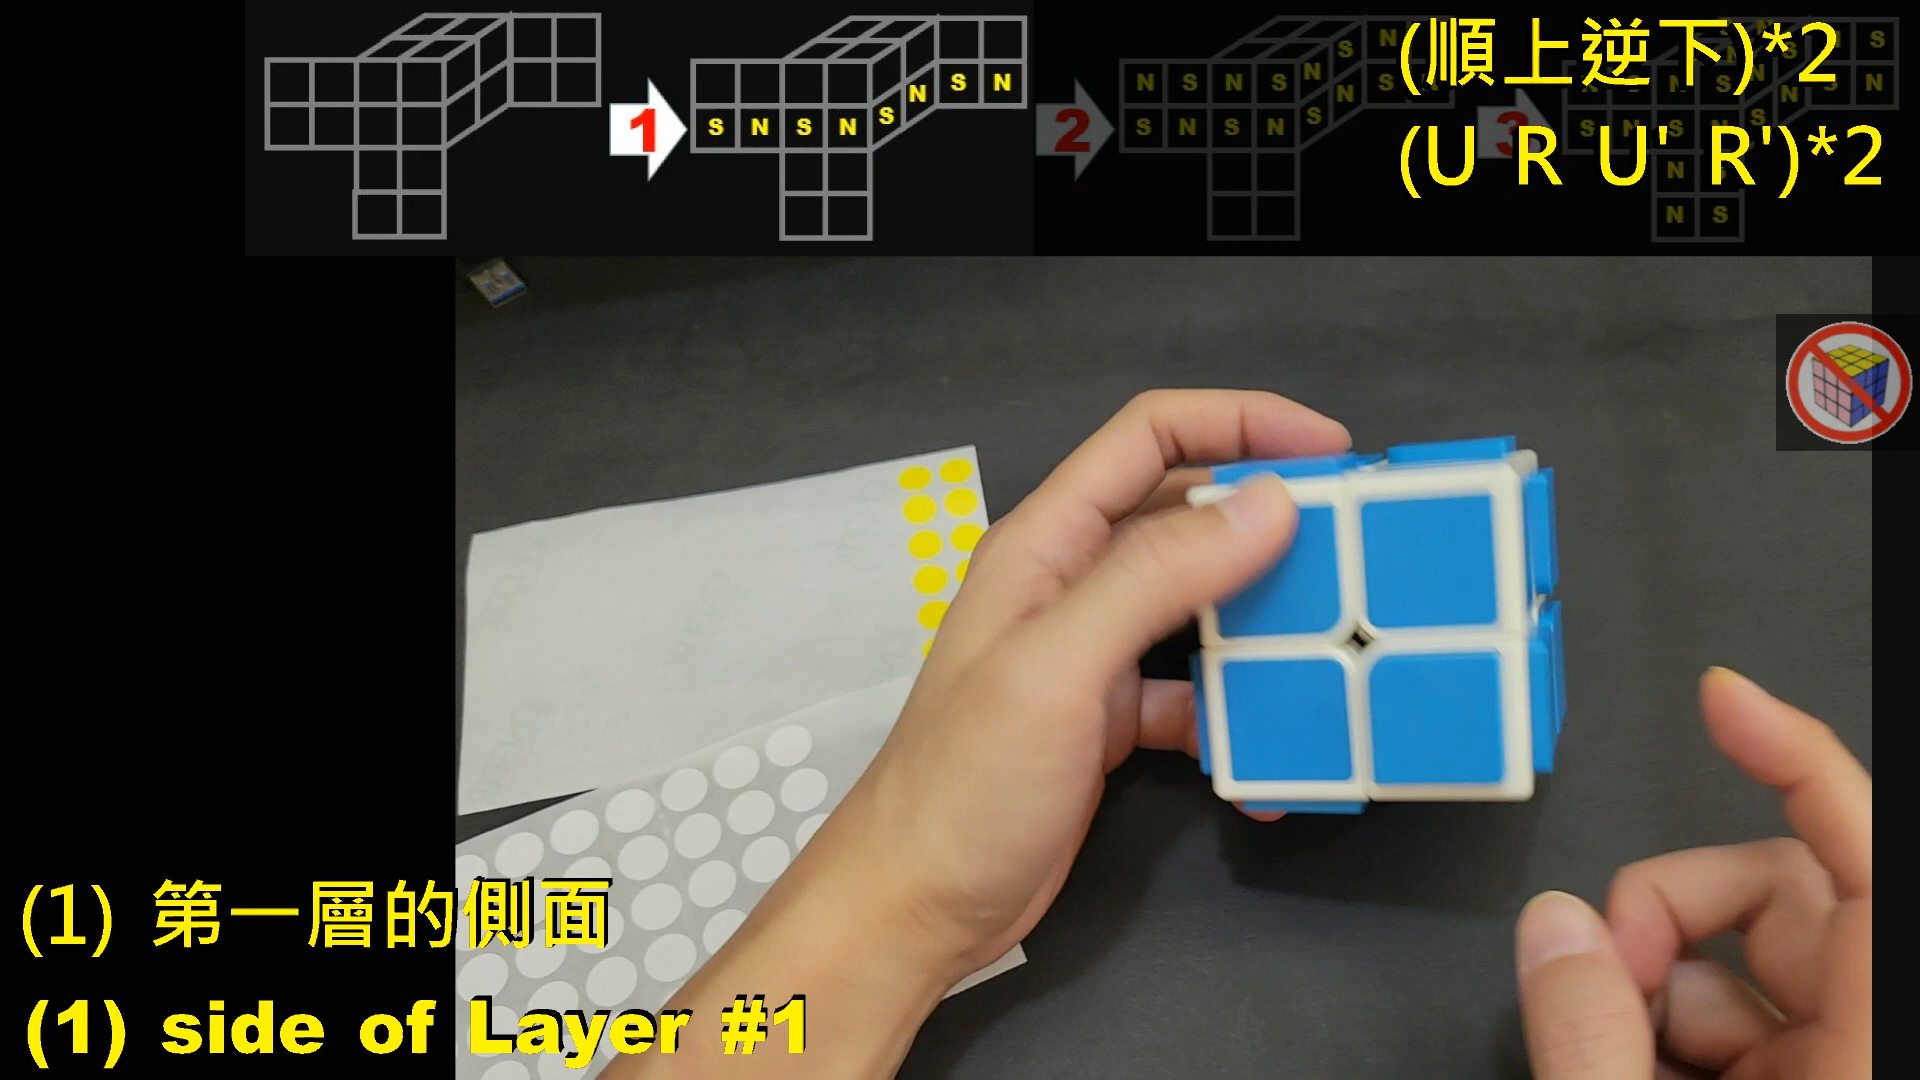 (順上逆下)*2
(U R U' R')*2
1
S N S N S N S N
2
N S N S N S N
S N S N S N S
3
S N S N S N S N
N S
N S
(1) 第一層的側面
(1) side of Layer #1